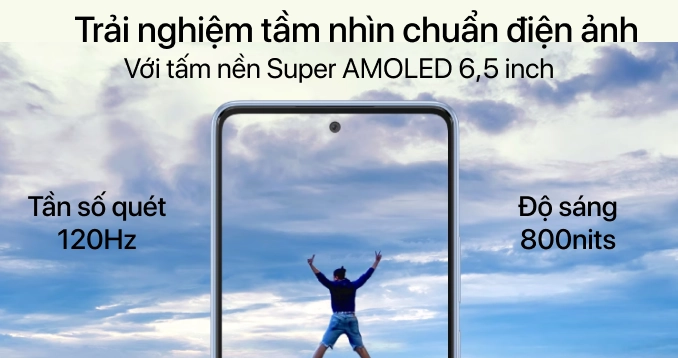 Trải nghiệm tầm nhìn chuẩn điện ảnh
Với tấm nền Super AMOLED 6,5 inch
Tần số quét
120Hz
Độ sáng
800nits